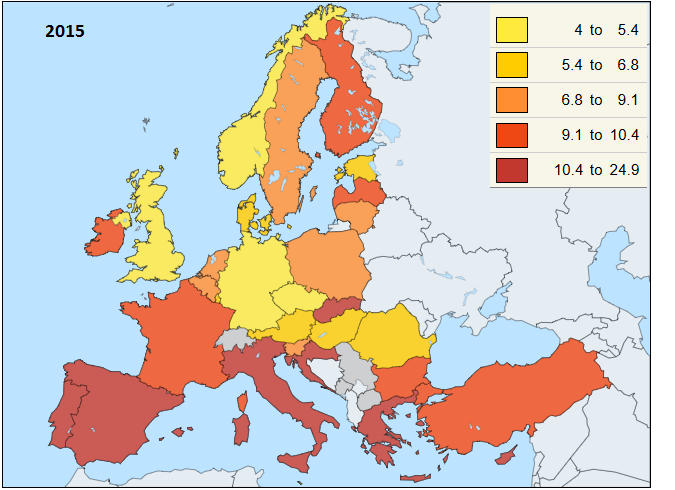 2015
4 to 5.4
5.4 to 6.8
6.8 to 9.1
9.1 to 10.4
10.4 to 24.9